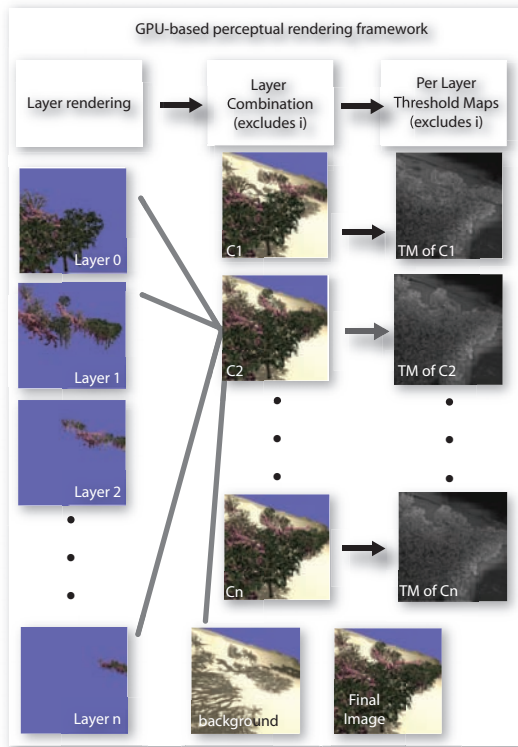 GPU-based perceptual rendering framework
Layer rendering
Layer
Combination
(excludes i)
Per Layer
Threshold Maps
(excludes i)
Layer 0
C1
TM of C1
Layer 1
C2
TM of C2
Layer 2
Cn
TM of Cn
Layer n
background
Final
Image